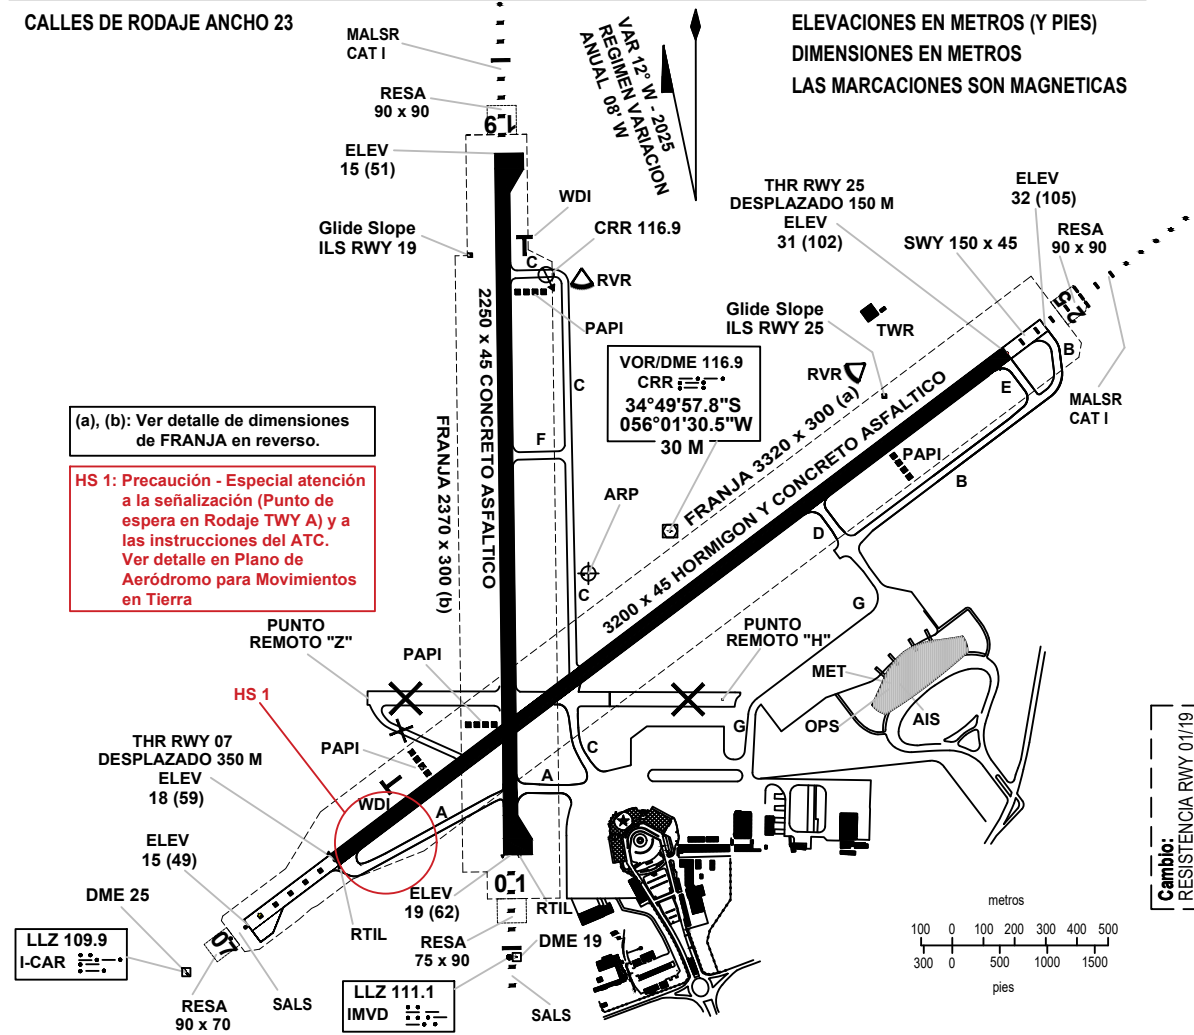 CALLES DE RODAJE ANCHO 23
ELEVACIONES EN METROS (Y PIES)
DIMENSIONES EN METROS
LAS MARCACIONES SON MAGNETICAS
MALSR
CAT I
RESA
90 x 90
19
ELEV
15 (51)
VAR 12° W - 2025
REGIMEN VARIACION
ANUAL 08' W
WDI
Glide Slope
ILS RWY 19
CRR 116.9
C
RVR
PAPI
THR RWY 25
DESPLAZADO 150 M
ELEV
31 (102)
ELEV
32 (105)
SWY 150 x 45
RESA
90 x 90
25
Glide Slope
ILS RWY 25
TWR
RVR
B
E
MALSR
CAT I
VOR/DME 116.9
CRR
34°49'57.8"S
056°01'30.5"W
30 M
2250 x 45 CONCRETO ASFALTICO
FRANJA 2370 x 300 (b)
C
F
(a), (b): Ver detalle de dimensiones
de FRANJA en reverso.
HS 1: Precaución - Especial atención
a la señalización (Punto de
espera en Rodaje TWY A) y a
las instrucciones del ATC.
Ver detalle en Plano de
Aeródromo para Movimientos
en Tierra
ARP
FRANJA 3320 x 300 (a)
3200 x 45 HORMIGON Y CONCRETO ASFALTICO
PAPI
B
D
C
G
PUNTO
REMOTO "Z"
PAPI
PUNTO
REMOTO "H"
MET
OPS
AIS
HS 1
THR RWY 07
DESPLAZADO 350 M
ELEV
18 (59)
PAPI
WDI
A
A
C
G
ELEV
15 (49)
DME 25
LLZ 109.9
I-CAR
07
RESA
90 x 70
SALS
RTIL
ELEV
19 (62)
01
RTIL
RESA
75 x 90
DME 19
LLZ 111.1
IMVD
SALS
metros
100 0 100 200 300 400 500
300 0 500 1000 1500
pies
Cambio:
RESISTENCIA RWY 01/19